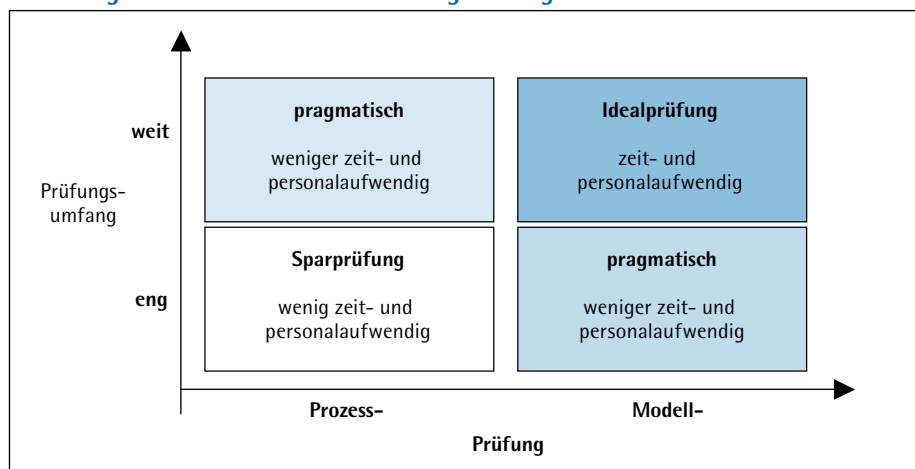 pragmatisch
weniger zeit- und
personalaufwendig
Idealprüfung
zeit- und
personalaufwendig
weit
Prüfungs-
umfang
Sparprüfung
wenig zeit- und
personalaufwendig
pragmatisch
weniger zeit- und
personalaufwendig
eng
Prozess-
Modell-
Prüfung